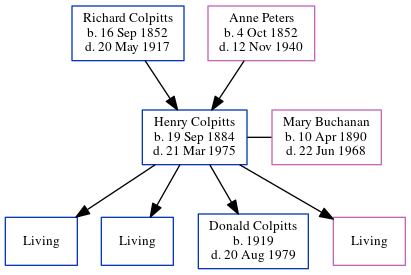 Richard Colpitts
b. 16 Sep 1852
d. 20 May 1917
Anne Peters
b. 4 Oct 1852
d. 12 Nov 1940
Henry Colpitts
b. 19 Sep 1884
d. 21 Mar 1975
Mary Buchanan
b. 10 Apr 1890
d. 22 Jun 1968
Living
Living
Donald Colpitts
b. 1919
d. 20 Aug 1979
Living